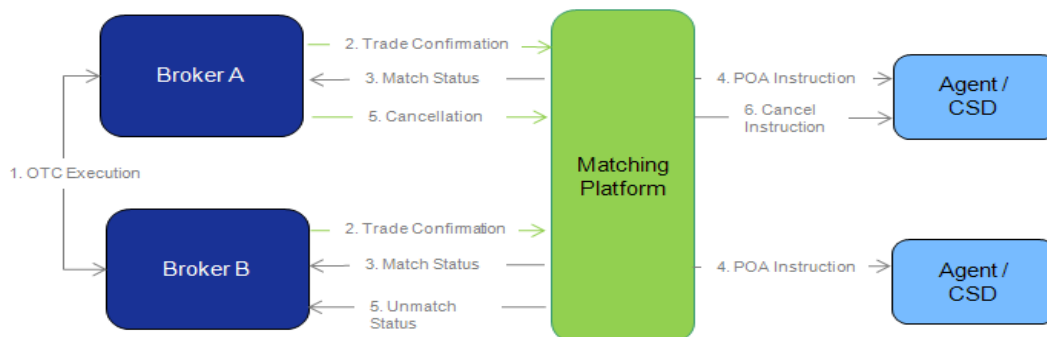 Broker A
2. Trade Confirmation
3. Match Status
5. Cancellation
4. POA Instruction
6. Cancel
Instruction
Agent /
CSD
1. OTC Execution
Matching
Platform
Broker B
2. Trade Confirmation
3. Match Status
5. Unmatch
Status
4. POA Instruction
Agent /
CSD